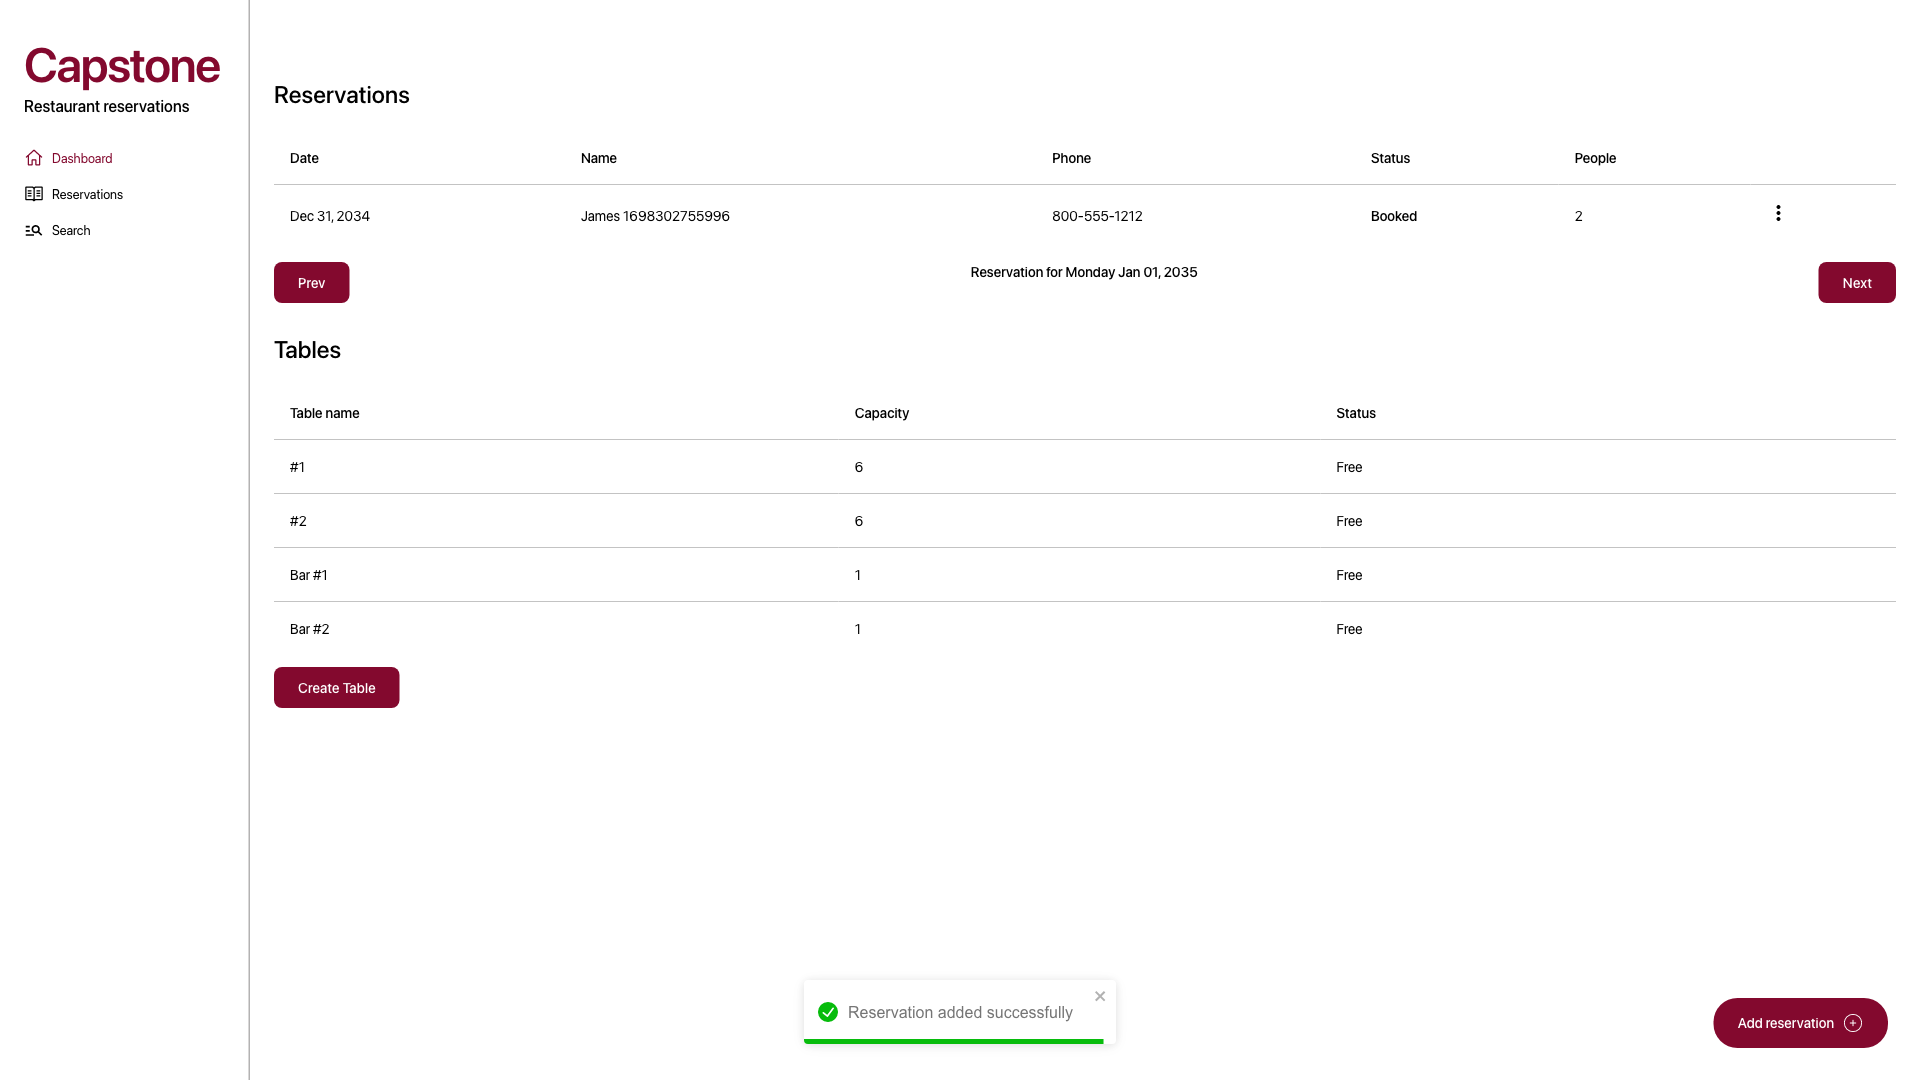 Capstone
Restaurant reservations
Dashboard
Reservations
Search
Reservations
Date Name Phone Status People
Dec 31, 2034 James 1698302755996 800-555-1212 Booked 2
Prev Reservation for Monday Jan 01, 2035 Next
Tables
Table name Capacity Status
#1 6 Free
#2 6 Free
Bar #1 1 Free
Bar #2 1 Free
Create Table
Reservation added successfully
Add reservation